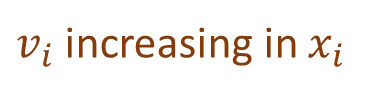 𝑣ᵢ increasing in 𝑥ᵢ